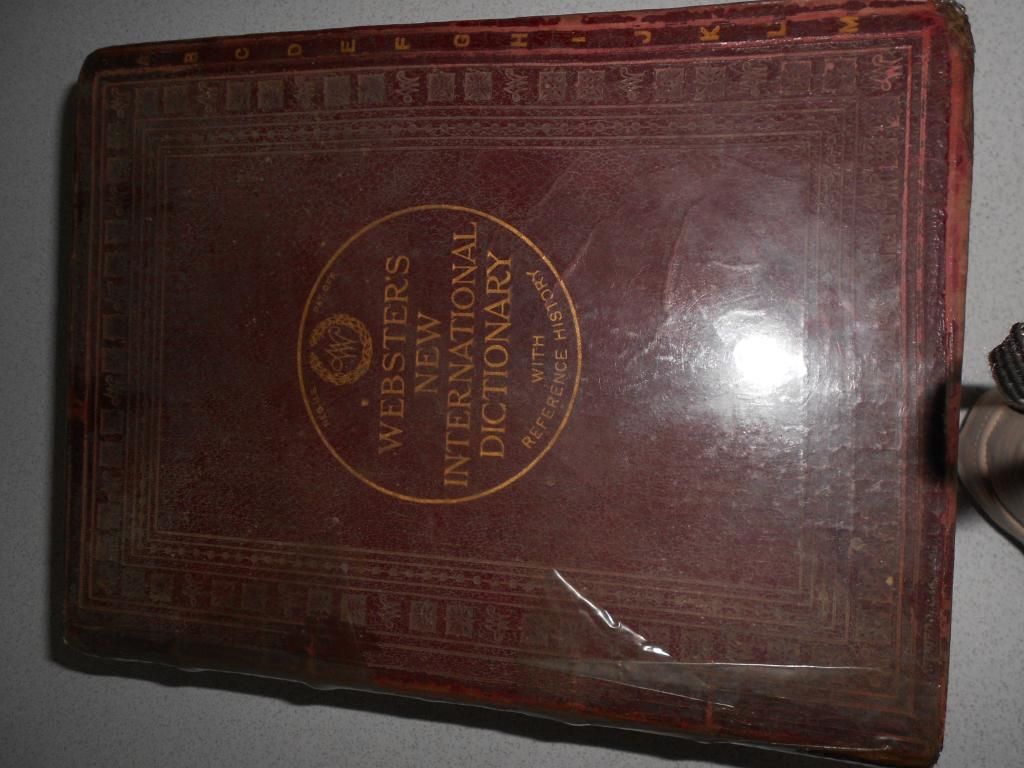 A
B
C
D
E
F
G
H
I
J
K
L
M
WEBSTER'S
NEW
INTERNATIONAL
DICTIONARY
WITH
REFERENCE HISTORY